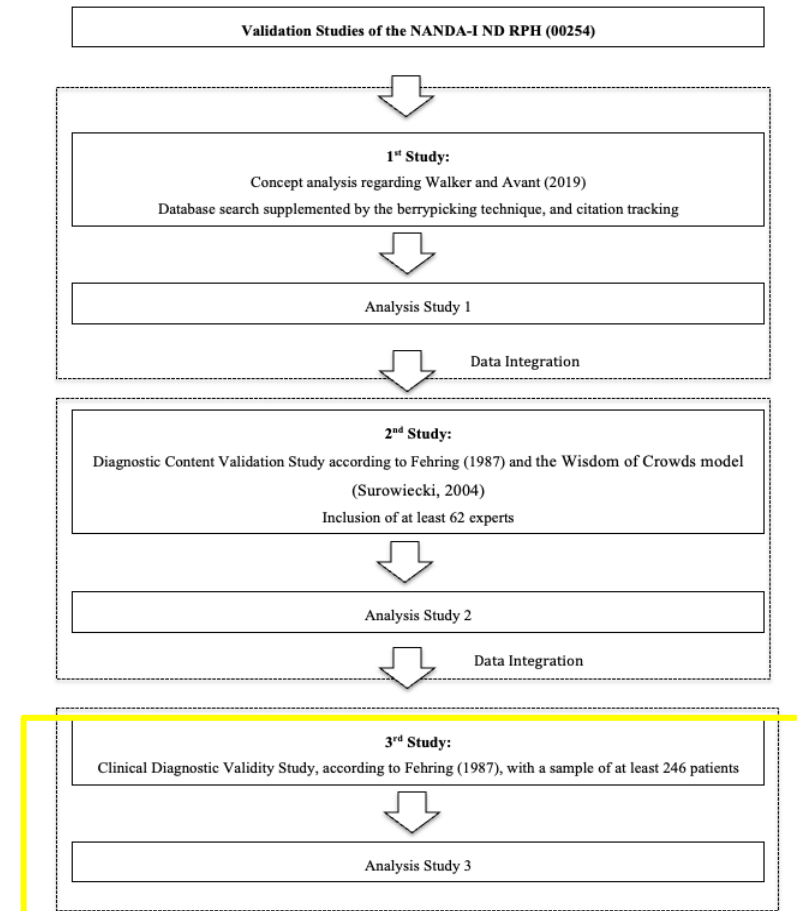 Validation Studies of the NANDA-I ND RPH (00254)
1st Study:
Concept analysis regarding Walker and Avant (2019)
Database search supplemented by the berrypicking technique, and citation tracking
Analysis Study 1
Data Integration
2nd Study:
Diagnostic Content Validation Study according to Fehring (1987) and the Wisdom of Crowds model
(Surowiecki, 2004)
Inclusion of at least 62 experts
Analysis Study 2
Data Integration
3rd Study:
Clinical Diagnostic Validity Study, according to Fehring (1987), with a sample of at least 246 patients
Analysis Study 3